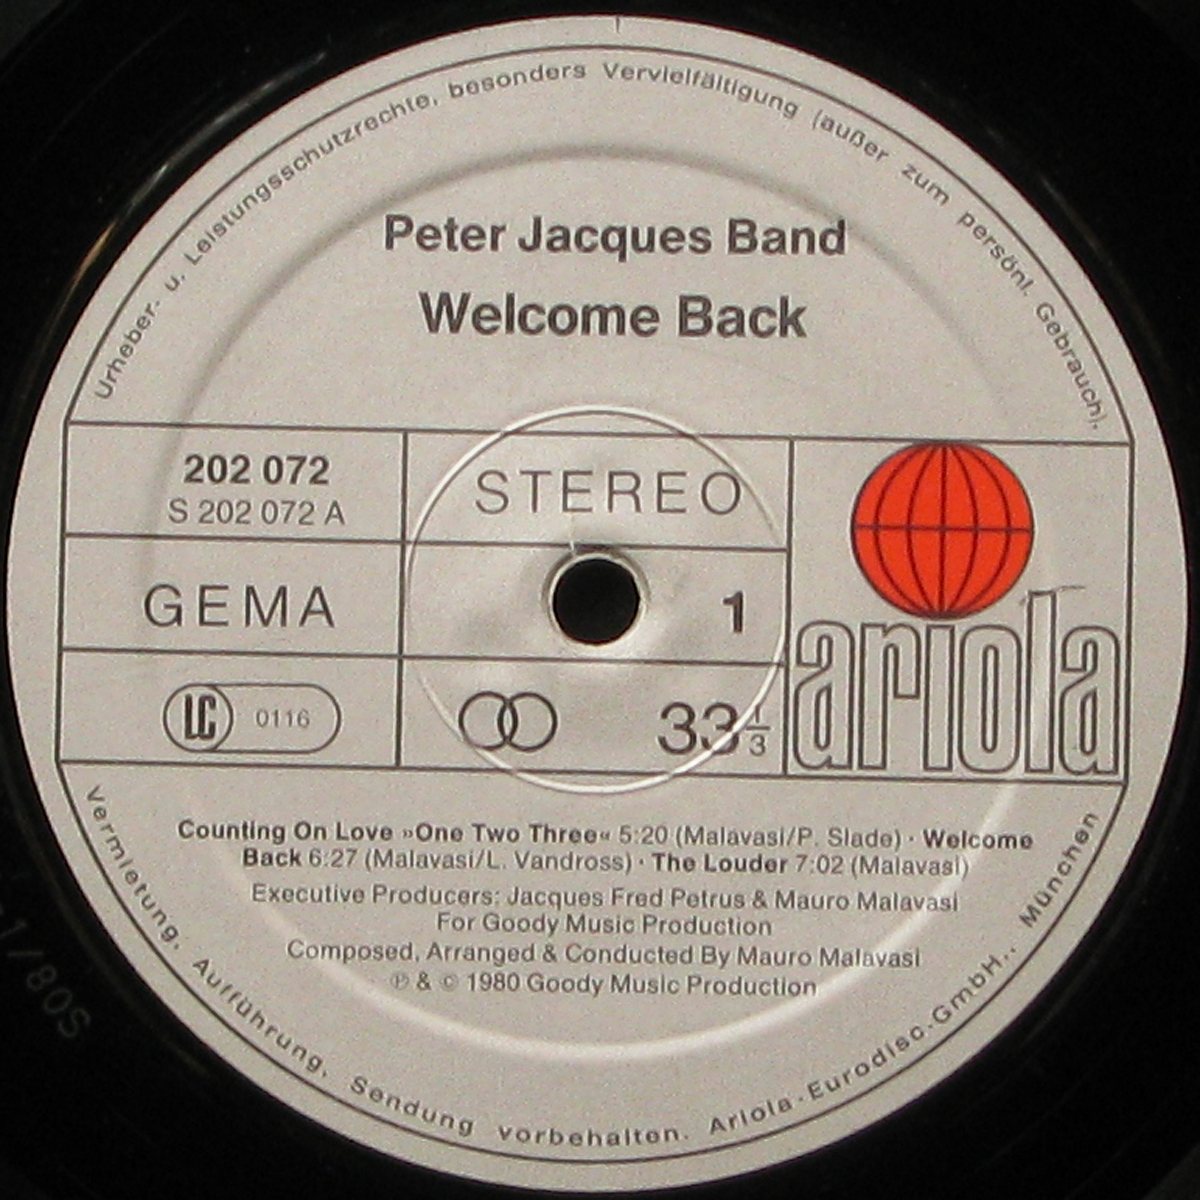 Urheber- u. Leistungsschutzrechte, besonders Vervielfältigung (außer zum persönl. Gebrauch),
Peter Jacques Band
Welcome Back
202 072
S 202 072 A
STEREO
GEMA
1
LC 0116
33 1/3
ariola
Counting On Love »One Two Three« 5:20 (Malavasi/P. Slade) · Welcome
Back 6:27 (Malavasi/L. Vandross) · The Louder 7:02 (Malavasi)
Executive Producers: Jacques Fred Petrus & Mauro Malavasi
For Goody Music Production
Composed, Arranged & Conducted By Mauro Malavasi
℗ & © 1980 Goody Music Production
Vermietung, Aufführung, Sendung vorbehalten. Ariola-Eurodisc.GmbH., München